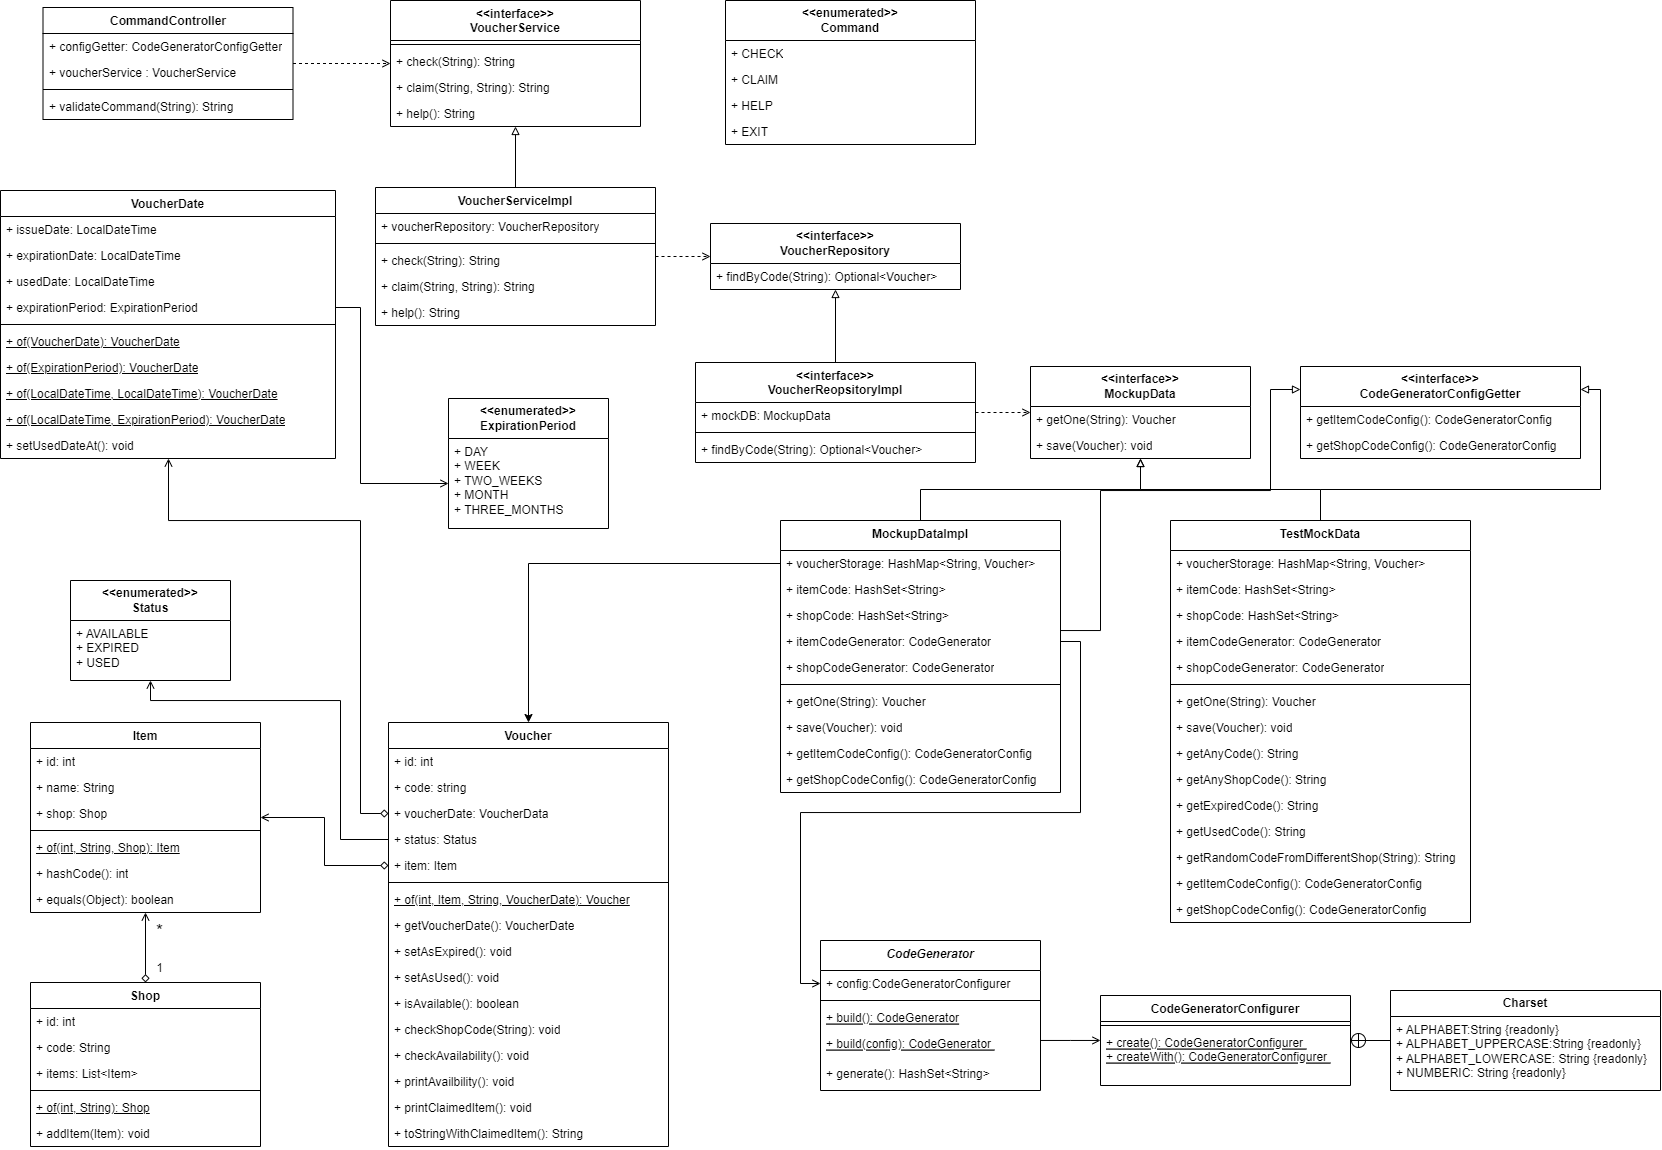 CommandController
+ configGetter: CodeGeneratorConfigGetter
+ voucherService : VoucherService
+ validateCommand(String): String
<<interface>>
VoucherService
+ check(String): String
+ claim(String, String): String
+ help(): String
<<enumerated>>
Command
+ CHECK
+ CLAIM
+ HELP
+ EXIT
VoucherDate
+ issueDate: LocalDateTime
+ expirationDate: LocalDateTime
+ usedDate: LocalDateTime
+ expirationPeriod: ExpirationPeriod
+ of(VoucherDate): VoucherDate
+ of(ExpirationPeriod): VoucherDate
+ of(LocalDateTime, LocalDateTime): VoucherDate
+ of(LocalDateTime, ExpirationPeriod): VoucherDate
+ setUsedDateAt(): void
VoucherServiceImpl
+ voucherRepository: VoucherRepository
+ check(String): String
+ claim(String, String): String
+ help(): String
<<interface>>
VoucherRepository
+ findByCode(String): Optional<Voucher>
<<interface>>
VoucherReopsitoryImpl
+ mockDB: MockupData
+ findByCode(String): Optional<Voucher>
<<interface>>
MockupData
+ getOne(String): Voucher
+ save(Voucher): void
<<interface>>
CodeGeneratorConfigGetter
+ getItemCodeConfig(): CodeGeneratorConfig
+ getShopCodeConfig(): CodeGeneratorConfig
<<enumerated>>
ExpirationPeriod
+ DAY
+ WEEK
+ TWO_WEEKS
+ MONTH
+ THREE_MONTHS
MockupDataImpl
+ voucherStorage: HashMap<String, Voucher>
+ itemCode: HashSet<String>
+ shopCode: HashSet<String>
+ itemCodeGenerator: CodeGenerator
+ shopCodeGenerator: CodeGenerator
+ getOne(String): Voucher
+ save(Voucher): void
+ getItemCodeConfig(): CodeGeneratorConfig
+ getShopCodeConfig(): CodeGeneratorConfig
TestMockData
+ voucherStorage: HashMap<String, Voucher>
+ itemCode: HashSet<String>
+ shopCode: HashSet<String>
+ itemCodeGenerator: CodeGenerator
+ shopCodeGenerator: CodeGenerator
+ getOne(String): Voucher
+ save(Voucher): void
+ getAnyCode(): String
+ getAnyShopCode(): String
+ getExpiredCode(): String
+ getUsedCode(): String
+ getRandomCodeFromDifferentShop(String): String
+ getItemCodeConfig(): CodeGeneratorConfig
+ getShopCodeConfig(): CodeGeneratorConfig
<<enumerated>>
Status
+ AVAILABLE
+ EXPIRED
+ USED
Item
+ id: int
+ name: String
+ shop: Shop
+ of(int, String, Shop): Item
+ hashCode(): int
+ equals(Object): boolean
*
1
Shop
+ id: int
+ code: String
+ items: List<Item>
+ of(int, String): Shop
+ addItem(Item): void
Voucher
+ id: int
+ code: string
+ voucherDate: VoucherData
+ status: Status
+ item: Item
+ of(int, Item, String, VoucherDate): Voucher
+ getVoucherDate(): VoucherDate
+ setAsExpired(): void
+ setAsUsed(): void
+ isAvailable(): boolean
+ checkShopCode(String): void
+ checkAvailability(): void
+ printAvailbility(): void
+ printClaimedItem(): void
+ toStringWithClaimedItem(): String
CodeGenerator
+ config:CodeGeneratorConfigurer
+ build(): CodeGenerator
+ build(config): CodeGenerator
+ generate(): HashSet<String>
CodeGeneratorConfigurer
+ create(): CodeGeneratorConfigurer
+ createWith(): CodeGeneratorConfigurer
Charset
+ ALPHABET:String {readonly}
+ ALPHABET_UPPERCASE:String {readonly}
+ ALPHABET_LOWERCASE: String {readonly}
+ NUMBERIC: String {readonly}